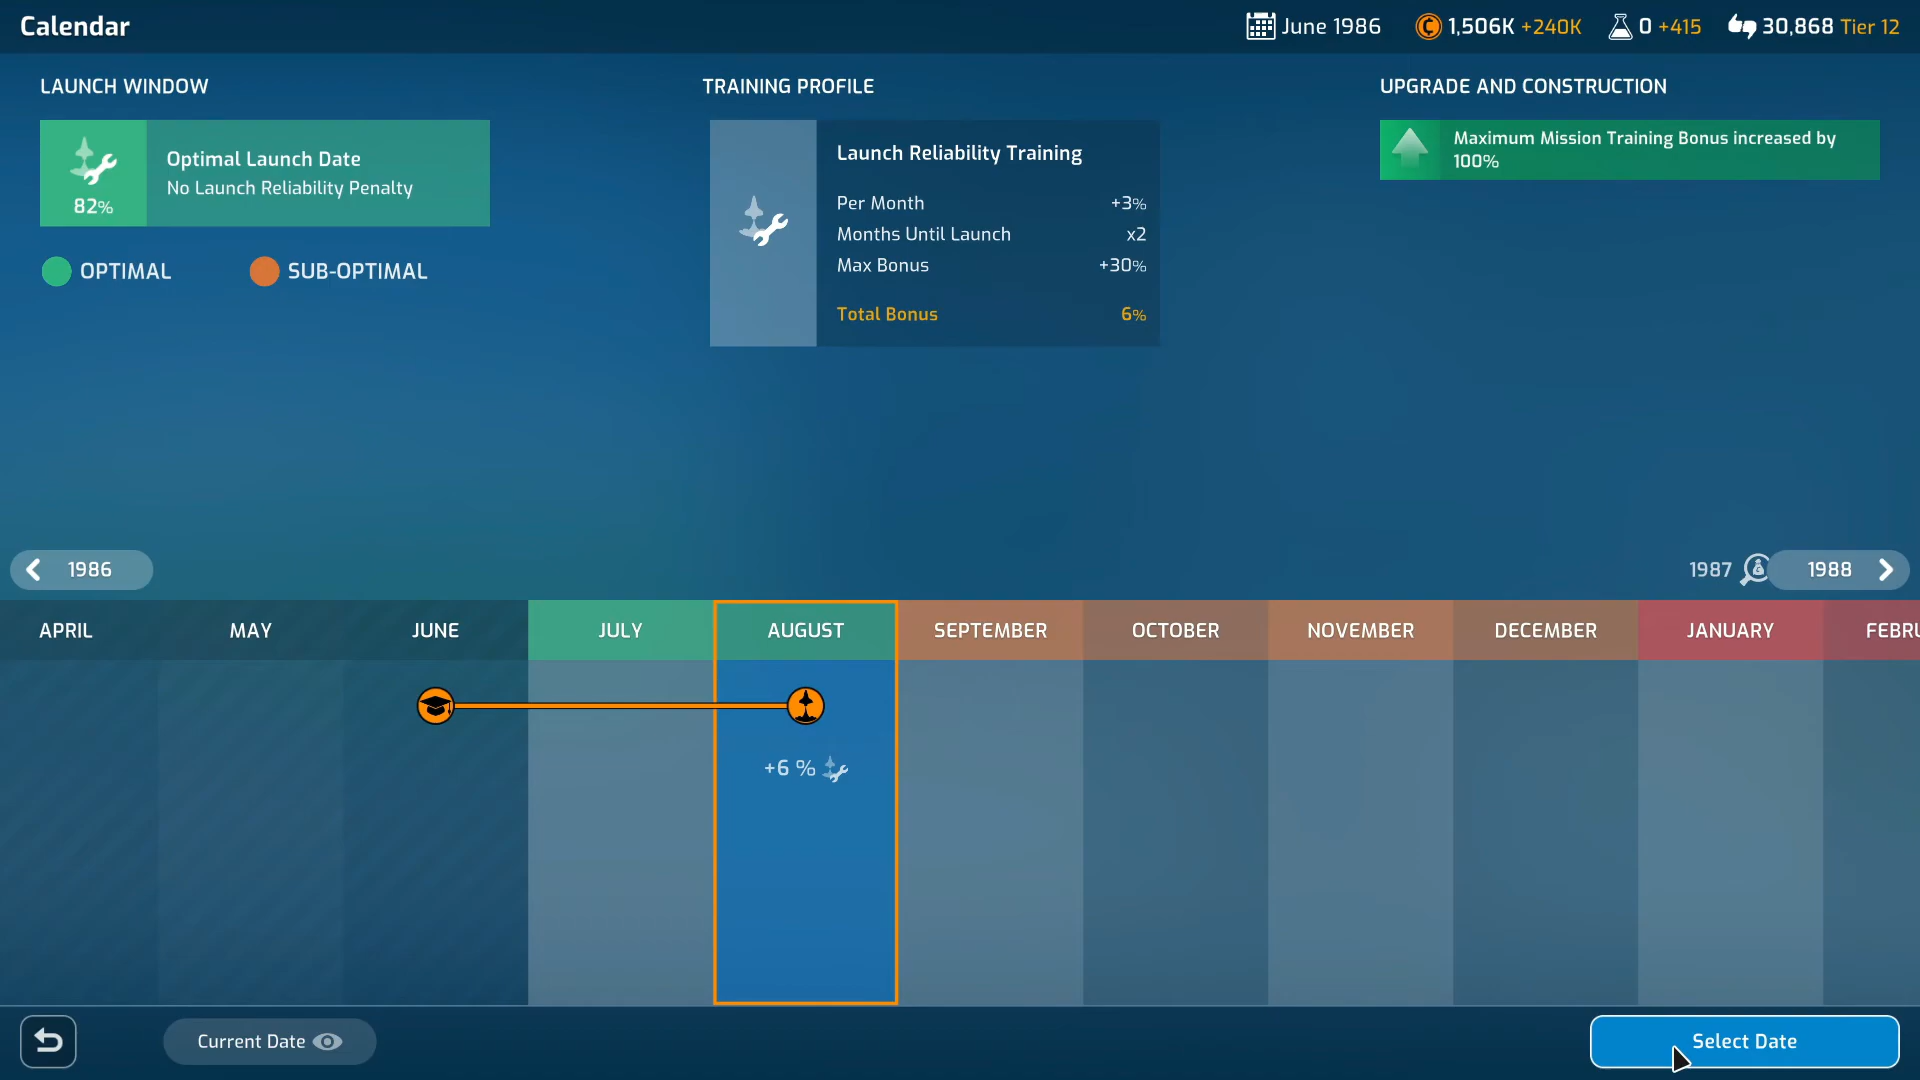 Calendar
June 1986
1,506K +240K
0 +415
30,868 Tier 12
LAUNCH WINDOW
82%
Optimal Launch Date
No Launch Reliability Penalty
OPTIMAL
SUB-OPTIMAL
TRAINING PROFILE
Launch Reliability Training
Per Month +3%
Months Until Launch x2
Max Bonus +30%
Total Bonus 6%
UPGRADE AND CONSTRUCTION
Maximum Mission Training Bonus increased by
100%
1986
1987
1988
APRIL MAY JUNE JULY AUGUST SEPTEMBER OCTOBER NOVEMBER DECEMBER JANUARY FEBRU
+6 %
Current Date
Select Date